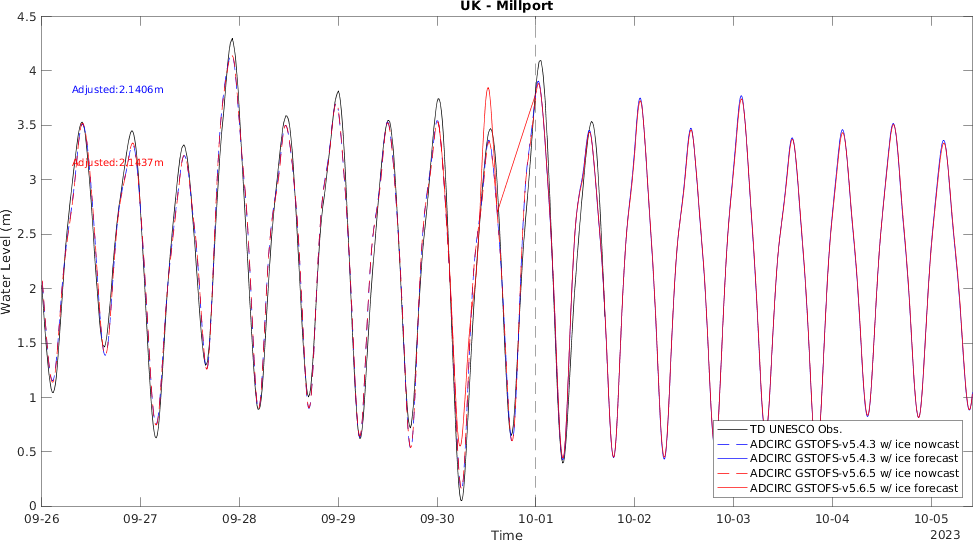 UK - Millport
4.5
4
3.5
3
2.5
2
1.5
1
0.5
0
Water Level (m)
Adjusted:2.1406m
Adjusted:2.1437m
TD UNESCO Obs.
ADCIRC GSTOFS-v5.4.3 w/ ice nowcast
ADCIRC GSTOFS-v5.4.3 w/ ice forecast
ADCIRC GSTOFS-v5.6.5 w/ ice nowcast
ADCIRC GSTOFS-v5.6.5 w/ ice forecast
09-26 09-27 09-28 09-29 09-30 10-01 10-02 10-03 10-04 10-05
Time
2023